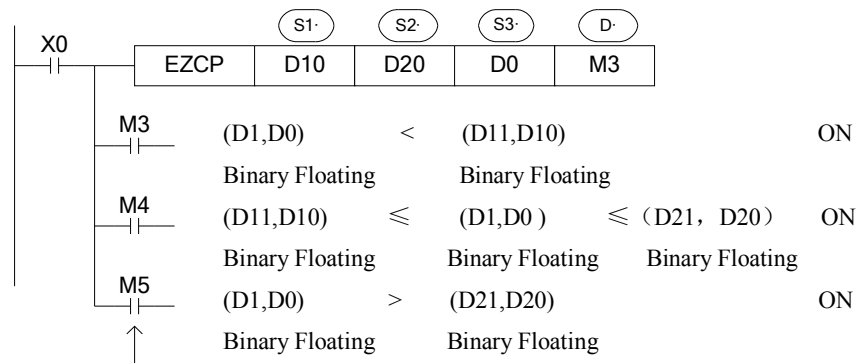 S1· S2· S3· D·
X0
EZCP D10 D20 D0 M3
M3 (D1,D0) < (D11,D10) ON
Binary Floating Binary Floating
M4 (D11,D10) ≦ (D1,D0 ) ≦（D21， D20） ON
Binary Floating Binary Floating Binary Floating
M5 (D1,D0) > (D21,D20) ON
Binary Floating Binary Floating